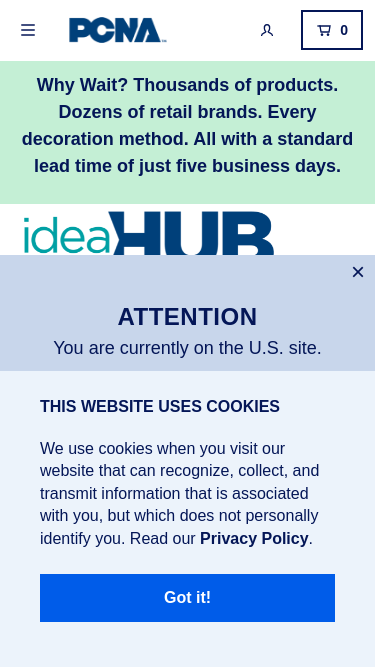 PCNA
0
Why Wait? Thousands of products.
Dozens of retail brands. Every
decoration method. All with a standard
lead time of just five business days.
ideaHUB
ATTENTION
You are currently on the U.S. site.
THIS WEBSITE USES COOKIES
We use cookies when you visit our
website that can recognize, collect, and
transmit information that is associated
with you, but which does not personally
identify you. Read our Privacy Policy.
Got it!